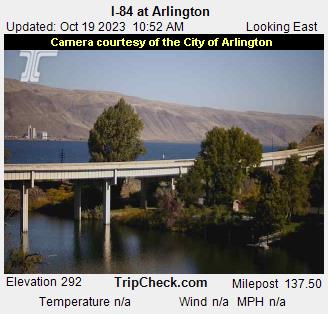 I-84 at Arlington
Updated: Oct 19 2023 10:52 AM Looking East
Camera courtesy of the City of Arlington
Elevation 292 TripCheck.com Milepost 137.50
Temperature n/a Wind n/a MPH n/a